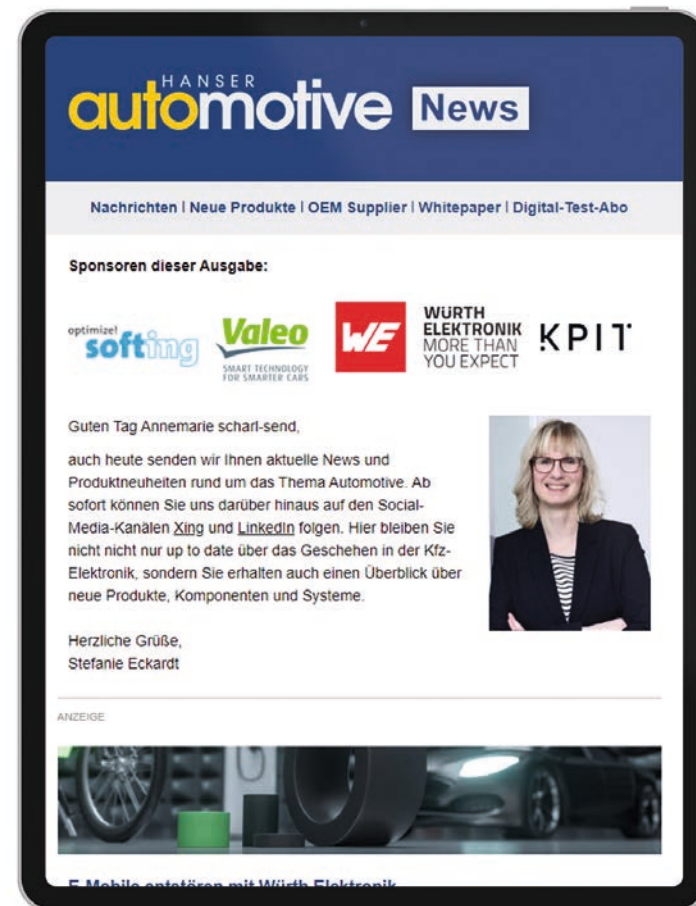 HANSER
automotive News
Nachrichten | Neue Produkte | OEM Supplier | Whitepaper | Digital-Test-Abo
Sponsoren dieser Ausgabe:
optimize!
softing
Valeo
SMART TECHNOLOGY
FOR SMARTER CARS
WE
WÜRTH
ELEKTRONIK
MORE THAN
YOU EXPECT
KPIT
Guten Tag Annemarie scharl-send,
auch heute senden wir Ihnen aktuelle News und
Produktneuheiten rund um das Thema Automotive. Ab
sofort können Sie uns darüber hinaus auf den Social-
Media-Kanälen Xing und LinkedIn folgen. Hier bleiben Sie
nicht nicht nur up to date über das Geschehen in der Kfz-
Elektronik, sondern Sie erhalten auch einen Überblick über
neue Produkte, Komponenten und Systeme.
Herzliche Grüße,
Stefanie Eckardt
ANZEIGE
E-Mobile entstören mit Würth Elektronik